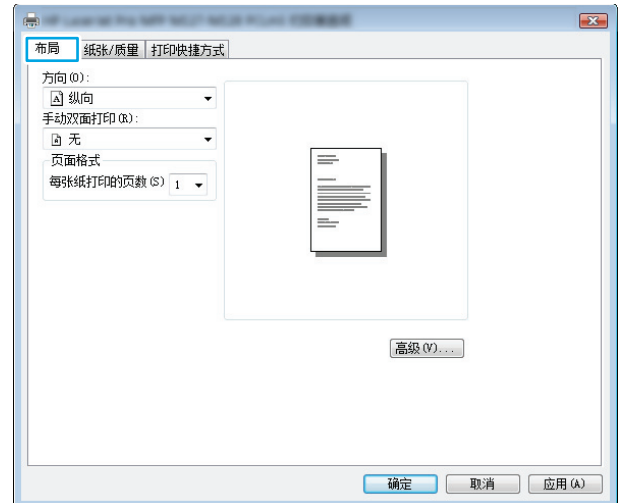 布局 纸张/质量 打印快捷方式
方向(O):
A 纵向
手动双面打印(R):
无
页面格式
每张纸打印的页数(S) 1
高级(V)...
确定 取消 应用(A)